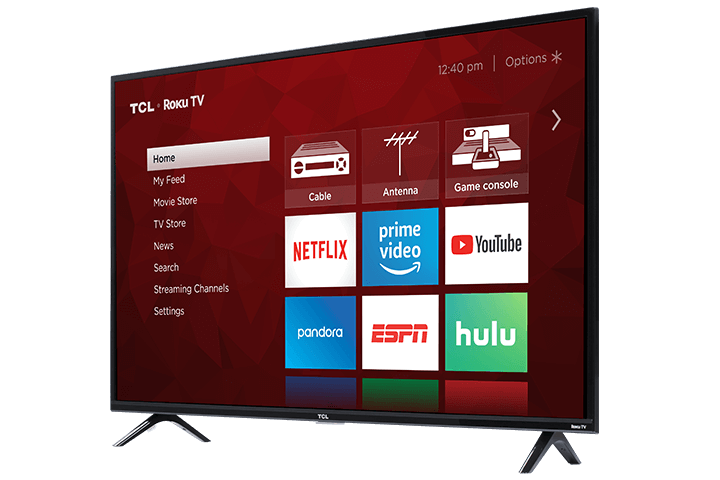 12:40 pm | Options
TCL • Roku TV
Home
My Feed
Movie Store
TV Store
News
Search
Streaming Channels
Settings
Cable
Antenna
Game console
NETFLIX
prime
video
YouTube
pandora
ESPN
hulu
TCL
Roku TV